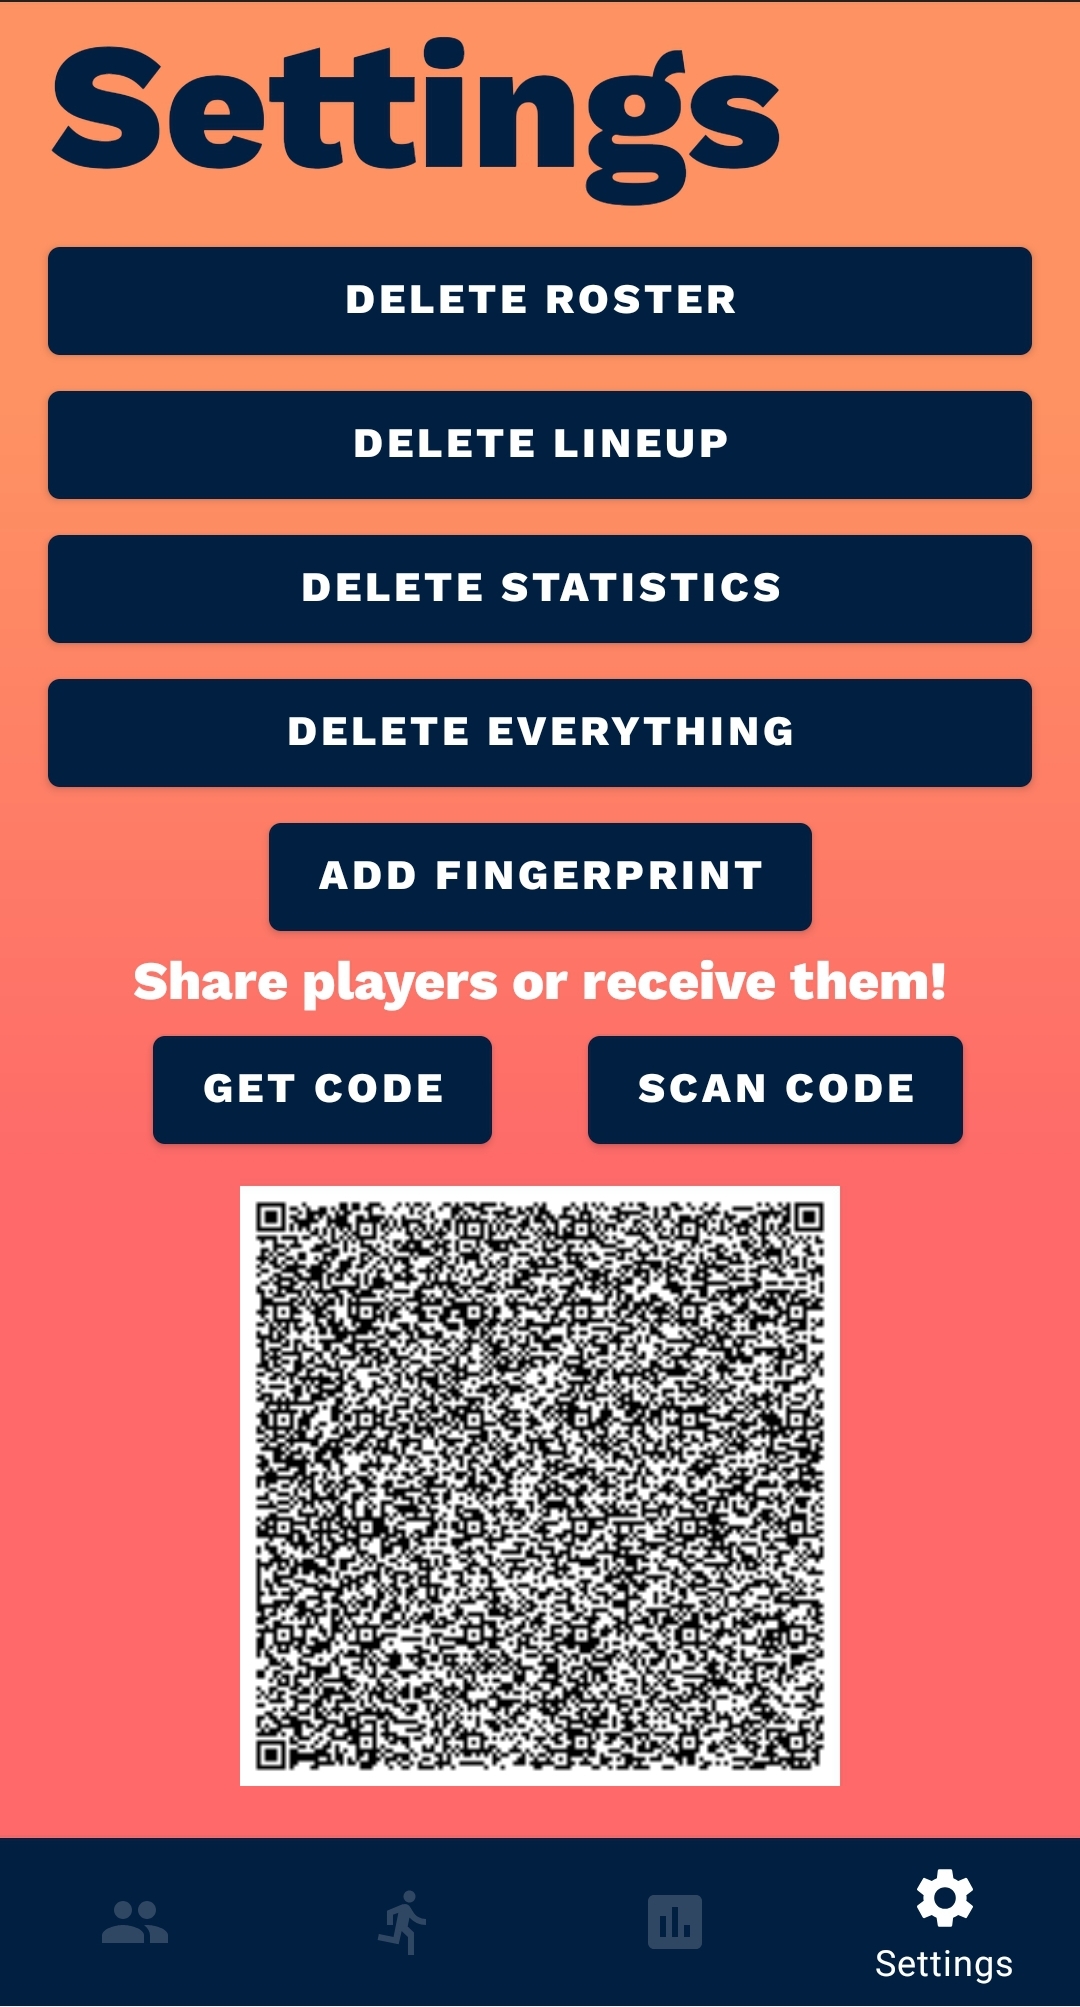 Settings
DELETE ROSTER
DELETE LINEUP
DELETE STATISTICS
DELETE EVERYTHING
ADD FINGERPRINT
Share players or receive them!
GET CODE
SCAN CODE
Settings